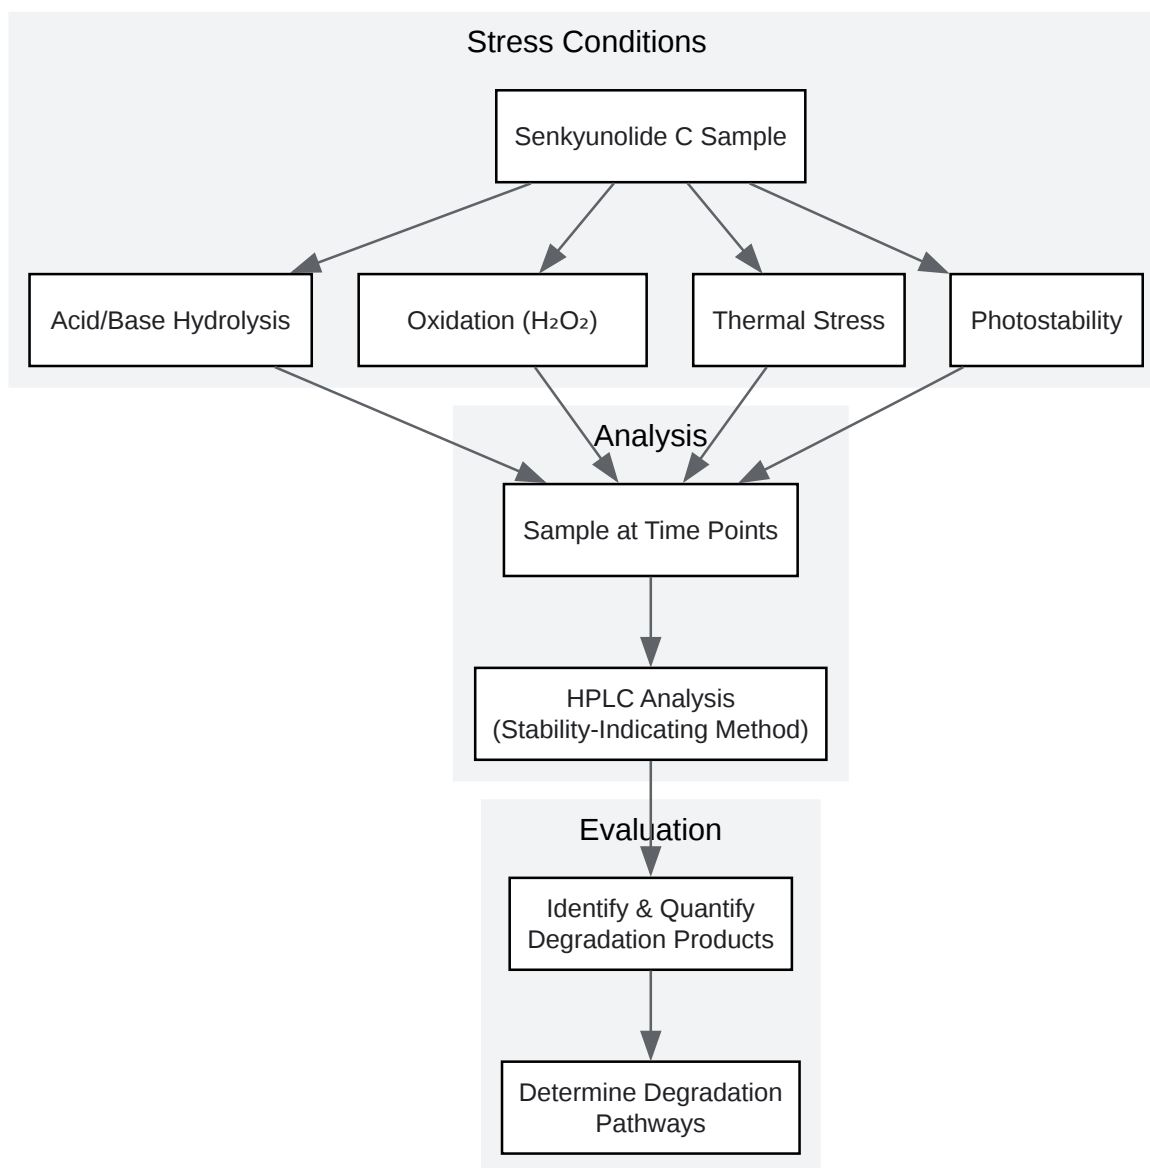 Stress Conditions
Senkyunolide C Sample
Acid/Base Hydrolysis
Oxidation (H₂O₂)
Thermal Stress
Photostability
Analysis
Sample at Time Points
HPLC Analysis
(Stability-Indicating Method)
Evaluation
Identify & Quantify
Degradation Products
Determine Degradation
Pathways